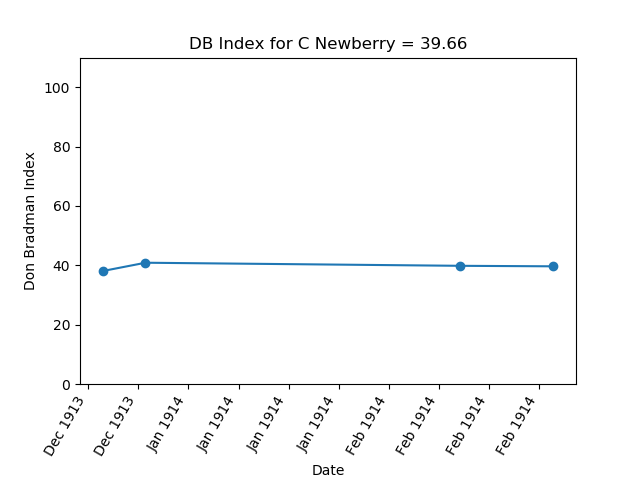 DB Index for C Newberry = 39.66
100
80
60
40
20
0
Don Bradman Index
Dec 1913
Dec 1913
Jan 1914
Jan 1914
Jan 1914
Jan 1914
Feb 1914
Feb 1914
Feb 1914
Feb 1914
Date